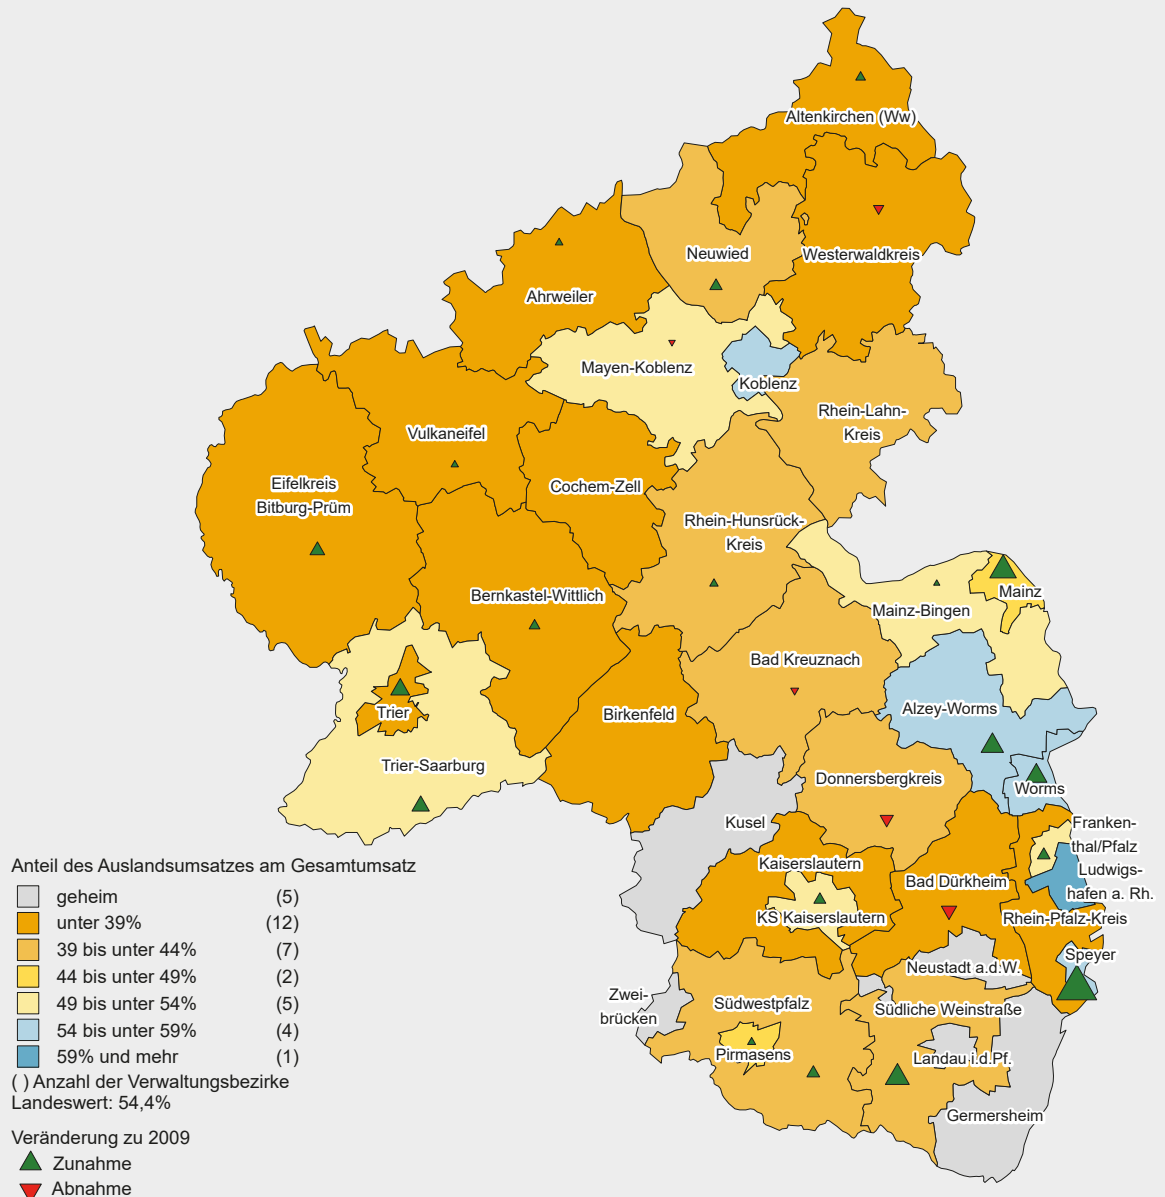 Altenkirchen (Ww)
Neuwied
Westerwaldkreis
Ahrweiler
Mayen-Koblenz
Koblenz
Rhein-Lahn-
Kreis
Vulkaneifel
Cochem-Zell
Eifelkreis
Bitburg-Prüm
Rhein-Hunsrück-
Kreis
Bernkastel-Wittlich
Mainz
Mainz-Bingen
Bad Kreuznach
Trier
Birkenfeld
Alzey-Worms
Trier-Saarburg
Donnersbergkreis
Worms
Kusel
Franken-
thal/Pfalz
Ludwigs-
hafen a. Rh.
Kaiserslautern
Bad Dürkheim
KS Kaiserslautern
Rhein-Pfalz-Kreis
Speyer
Neustadt a.d.W.
Zwei-
brücken
Südwestpfalz
Südliche Weinstraße
Pirmasens
Landau i.d.Pf.
Germersheim
Anteil des Auslandsumsatzes am Gesamtumsatz
geheim (5)
unter 39% (12)
39 bis unter 44% (7)
44 bis unter 49% (2)
49 bis unter 54% (5)
54 bis unter 59% (4)
59% und mehr (1)
( ) Anzahl der Verwaltungsbezirke
Landeswert: 54,4%
Veränderung zu 2009
Zunahme
Abnahme